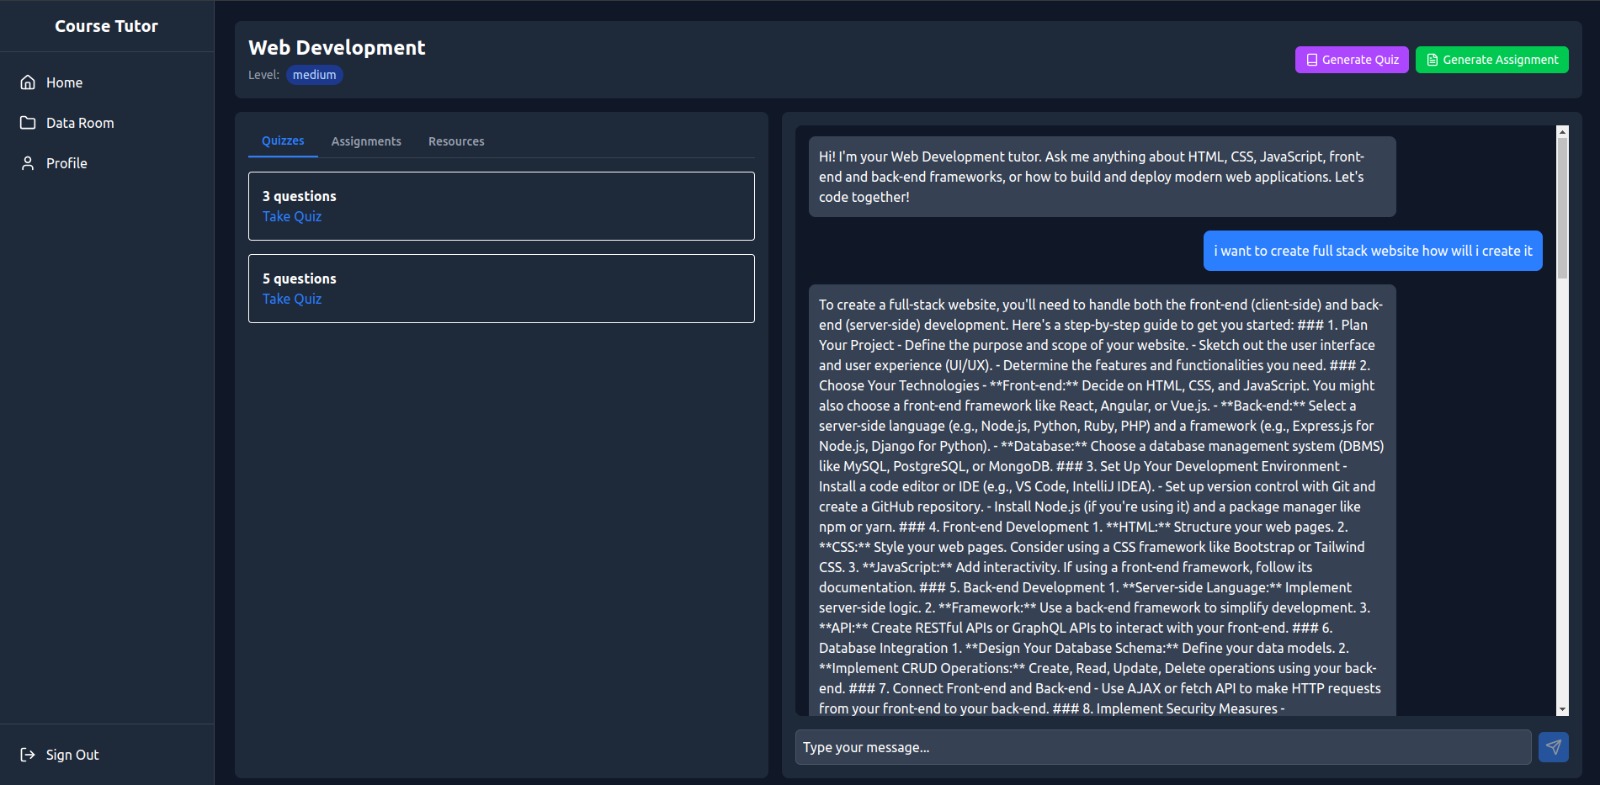 Course Tutor
Home
Data Room
Profile
Sign Out
Web Development
Level: medium
Generate Quiz
Generate Assignment
Quizzes Assignments Resources
3 questions
Take Quiz
5 questions
Take Quiz
Hi! I'm your Web Development tutor. Ask me anything about HTML, CSS, JavaScript, front-
end and back-end frameworks, or how to build and deploy modern web applications. Let's
code together!
i want to create full stack website how will i create it
To create a full-stack website, you'll need to handle both the front-end (client-side) and back-
end (server-side) development. Here's a step-by-step guide to get you started: ### 1. Plan
Your Project - Define the purpose and scope of your website. - Sketch out the user interface
and user experience (UI/UX). - Determine the features and functionalities you need. ### 2.
Choose Your Technologies - **Front-end:** Decide on HTML, CSS, and JavaScript. You might
also choose a front-end framework like React, Angular, or Vue.js. - **Back-end:** Select a
server-side language (e.g., Node.js, Python, Ruby, PHP) and a framework (e.g., Express.js for
Node.js, Django for Python). - **Database:** Choose a database management system (DBMS)
like MySQL, PostgreSQL, or MongoDB. ### 3. Set Up Your Development Environment -
Install a code editor or IDE (e.g., VS Code, IntelliJ IDEA). - Set up version control with Git and
create a GitHub repository. - Install Node.js (if you're using it) and a package manager like
npm or yarn. ### 4. Front-end Development 1. **HTML:** Structure your web pages. 2.
**CSS:** Style your web pages. Consider using a CSS framework like Bootstrap or Tailwind
CSS. 3. **JavaScript:** Add interactivity. If using a front-end framework, follow its
documentation. ### 5. Back-end Development 1. **Server-side Language:** Implement
server-side logic. 2. **Framework:** Use a back-end framework to simplify development. 3.
**API:** Create RESTful APIs or GraphQL APIs to interact with your front-end. ### 6.
Database Integration 1. **Design Your Database Schema:** Define your data models. 2.
**Implement CRUD Operations:** Create, Read, Update, Delete operations using your back-
end. ### 7. Connect Front-end and Back-end - Use AJAX or fetch API to make HTTP requests
from your front-end to your back-end. ### 8. Implement Security Measures -
Type your message...